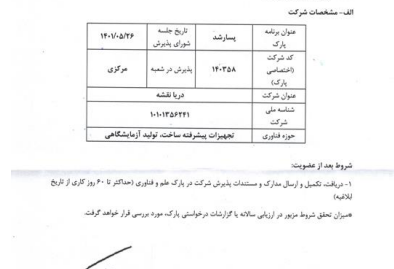 الف- مشخصات شرکت
عنوان برنامه پارک
پسارشد
تاریخ جلسه شورای پذیرش
۱۴۰۱/۰۵/۲۶
کد شرکت (اختصاصی پارک)
۱۴۰۳۵۸
پذیرش در شعبه
مرکزی
عنوان شرکت
دریا نقشه
شناسه ملی شرکت
۱۰۱۰۱۳۵۶۲۴۱
حوزه فناوری
تجهیزات پیشرفته ساخت، تولید آزمایشگاهی
شروط بعد از عضویت:
۱- دریافت، تکمیل و ارسال مدارک و مستندات پذیرش شرکت در پارک علم و فناوری (حداکثر تا ۶۰ روز کاری از تاریخ
ابلاغیه)
*میزان تحقق شروط مزبور در ارزیابی سالانه یا گزارشات درخواستی پارک، مورد بررسی قرار خواهد گرفت.